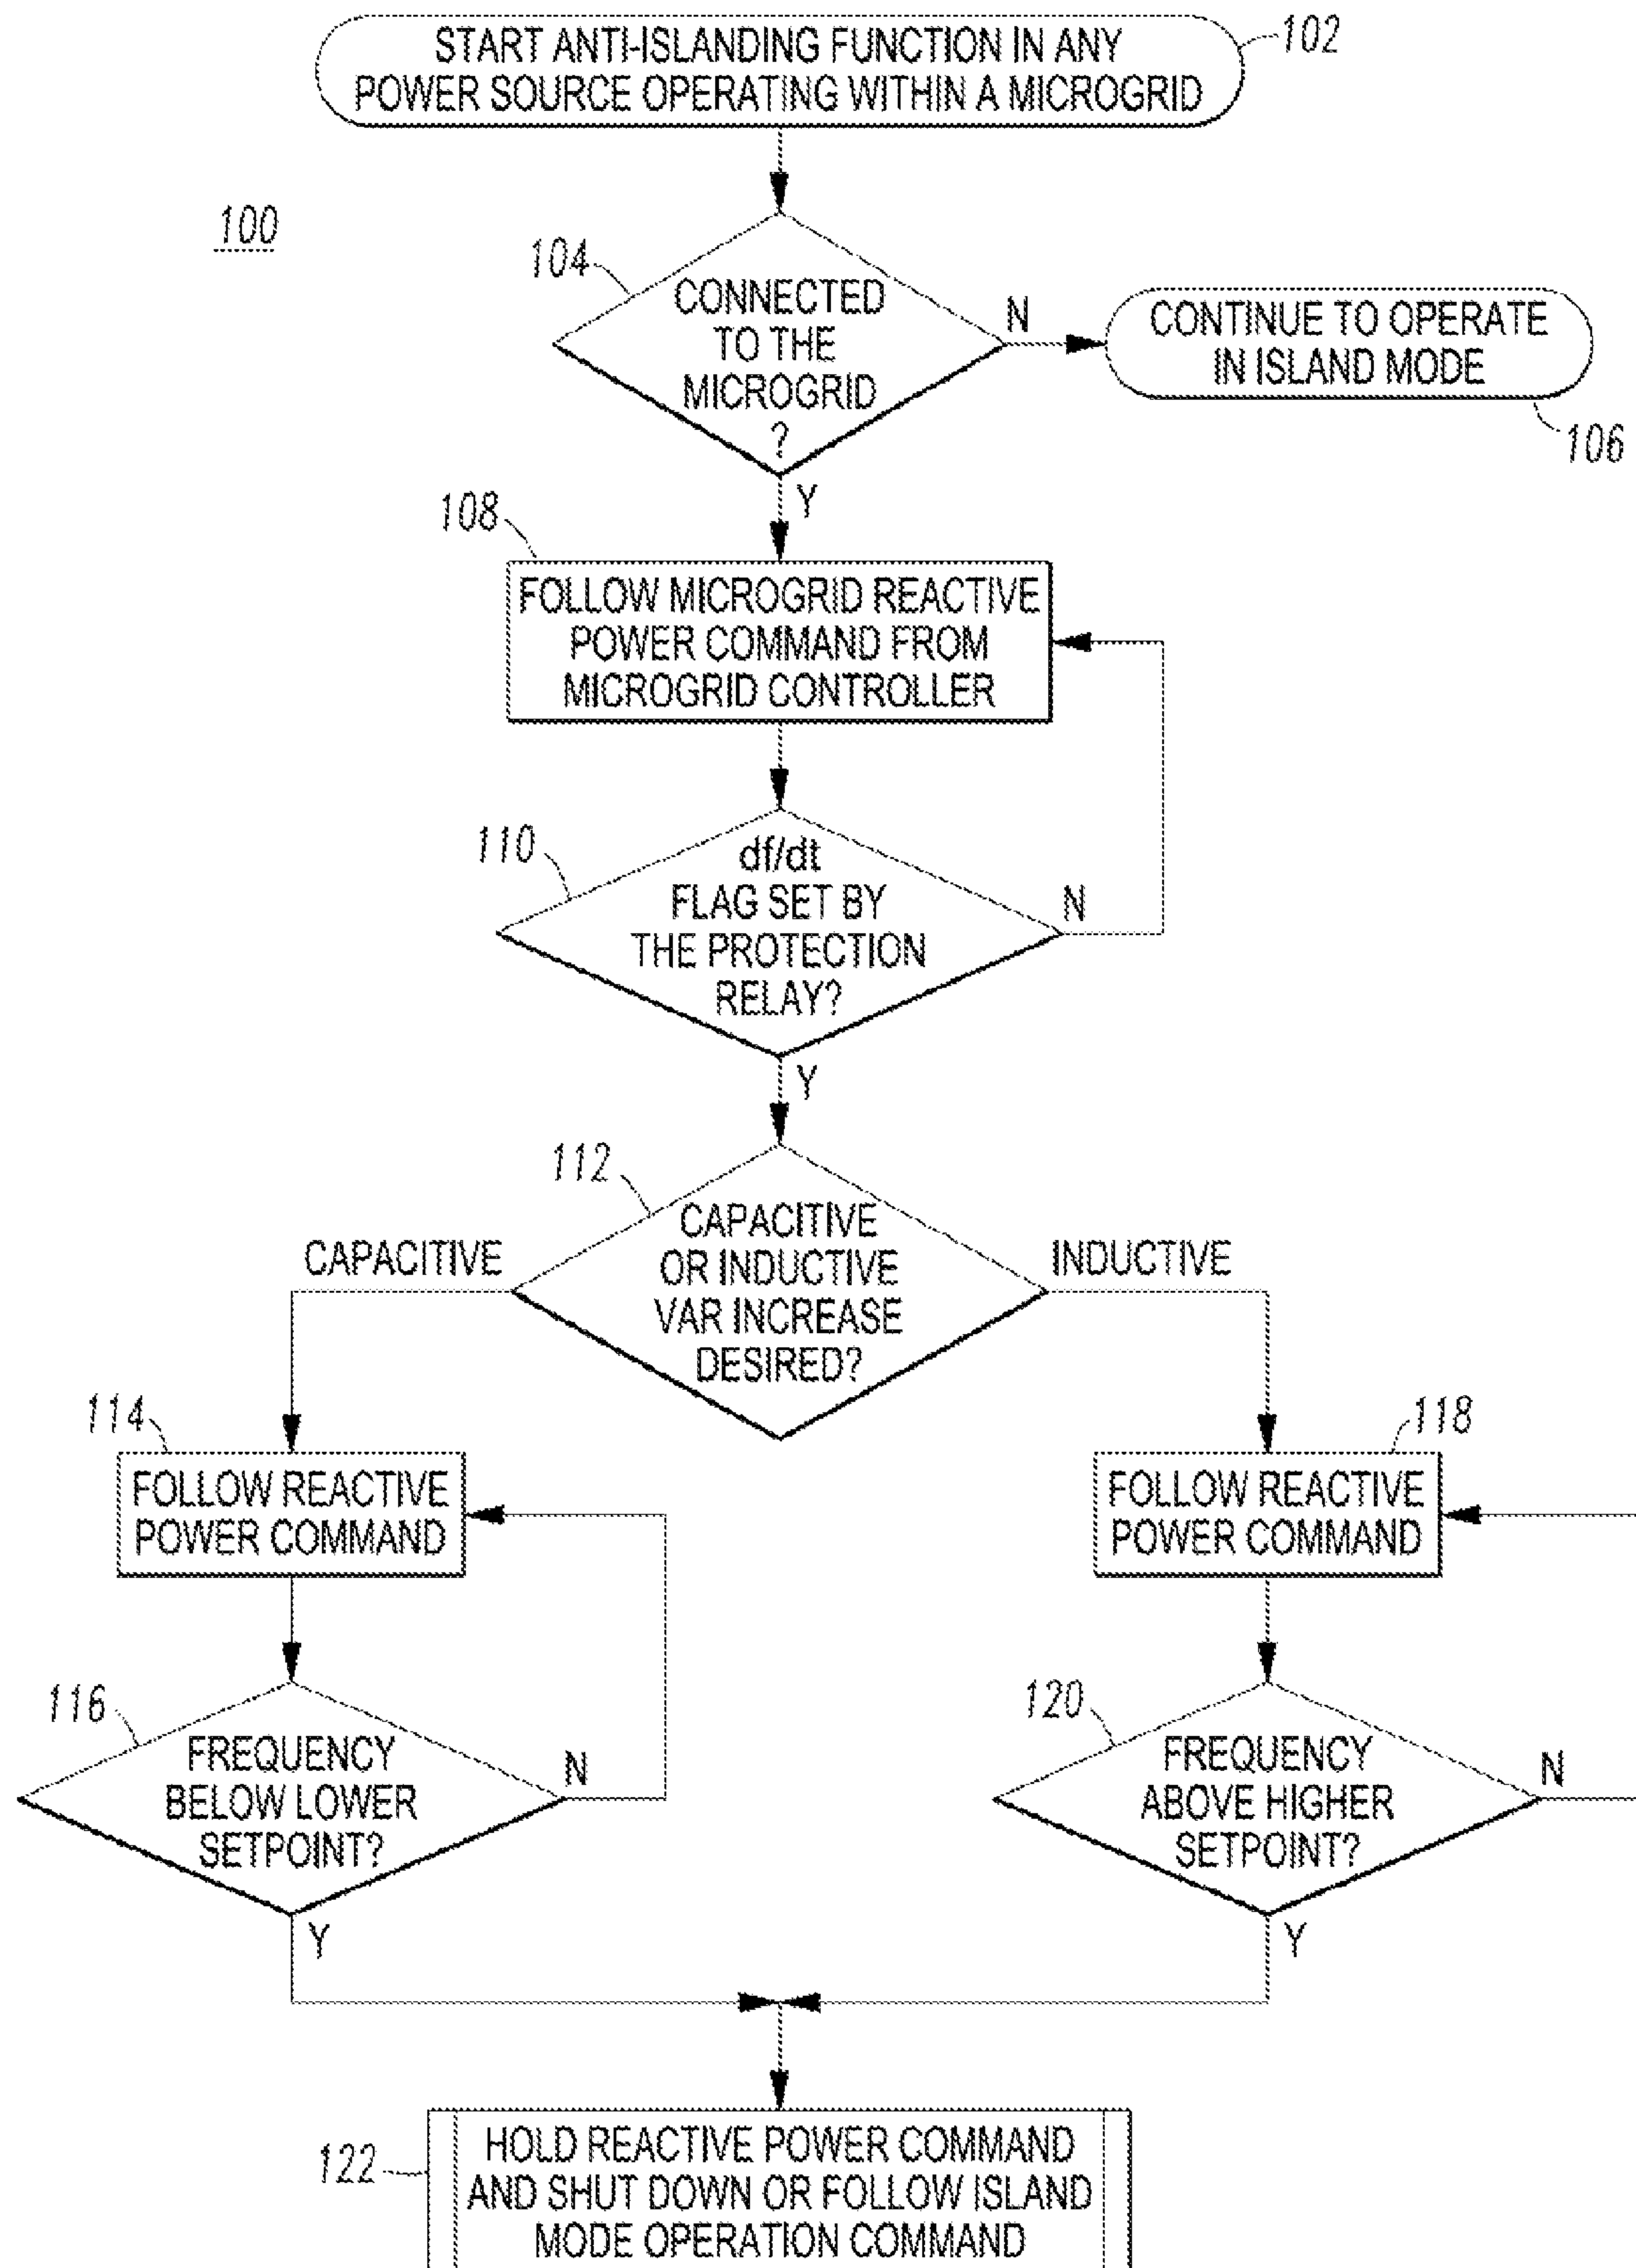 START ANTI-ISLANDING FUNCTION IN ANY
POWER SOURCE OPERATING WITHIN A MICROGRID
102
100
104
CONNECTED
TO THE
MICROGRID
?
N
Y
CONTINUE TO OPERATE
IN ISLAND MODE
106
108
FOLLOW MICROGRID REACTIVE
POWER COMMAND FROM
MICROGRID CONTROLLER
110
df/dt
FLAG SET BY
THE PROTECTION
RELAY?
N
Y
112
CAPACITIVE
OR INDUCTIVE
VAR INCREASE
DESIRED?
CAPACITIVE
INDUCTIVE
114
FOLLOW REACTIVE
POWER COMMAND
118
FOLLOW REACTIVE
POWER COMMAND
116
FREQUENCY
BELOW LOWER
SETPOINT?
N
Y
120
FREQUENCY
ABOVE HIGHER
SETPOINT?
N
Y
122
HOLD REACTIVE POWER COMMAND
AND SHUT DOWN OR FOLLOW ISLAND
MODE OPERATION COMMAND